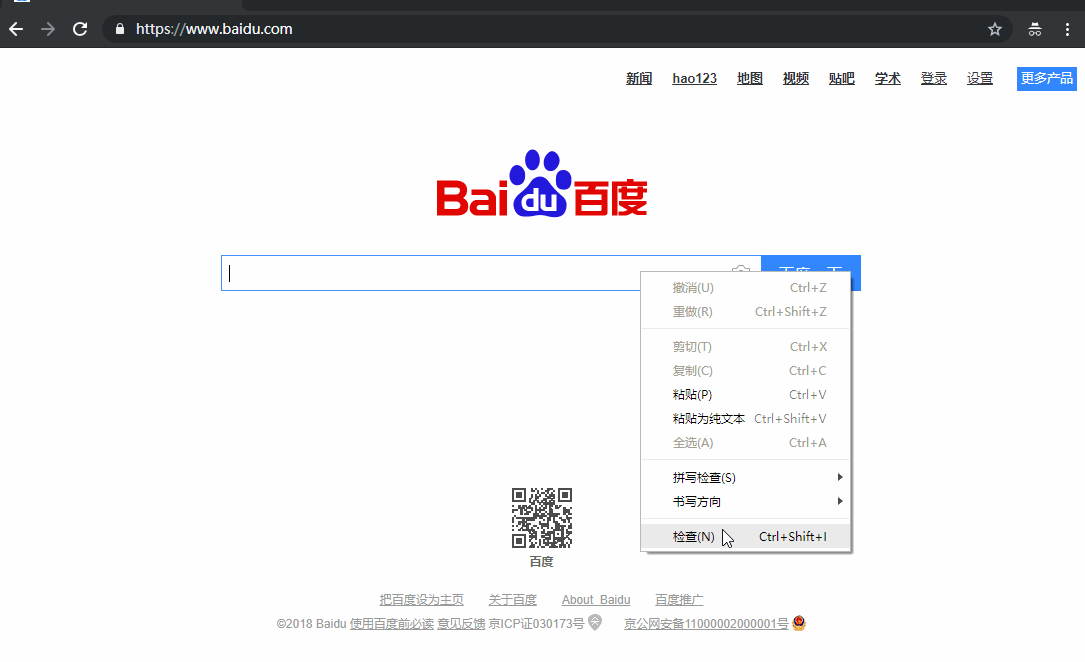 https://www.baidu.com
新闻 hao123 地图 视频 贴吧 学术 登录 设置 更多产品
Bai du 百度
撤消(U) Ctrl+Z
重做(R) Ctrl+Shift+Z
剪切(T) Ctrl+X
复制(C) Ctrl+C
粘贴(P) Ctrl+V
粘贴为纯文本 Ctrl+Shift+V
全选(A) Ctrl+A
拼写检查(S)
书写方向
检查(N) Ctrl+Shift+I
百度
把百度设为主页 关于百度 About Baidu 百度推广
©2018 Baidu 使用百度前必读 意见反馈 京ICP证030173号 京公网安备11000002000001号